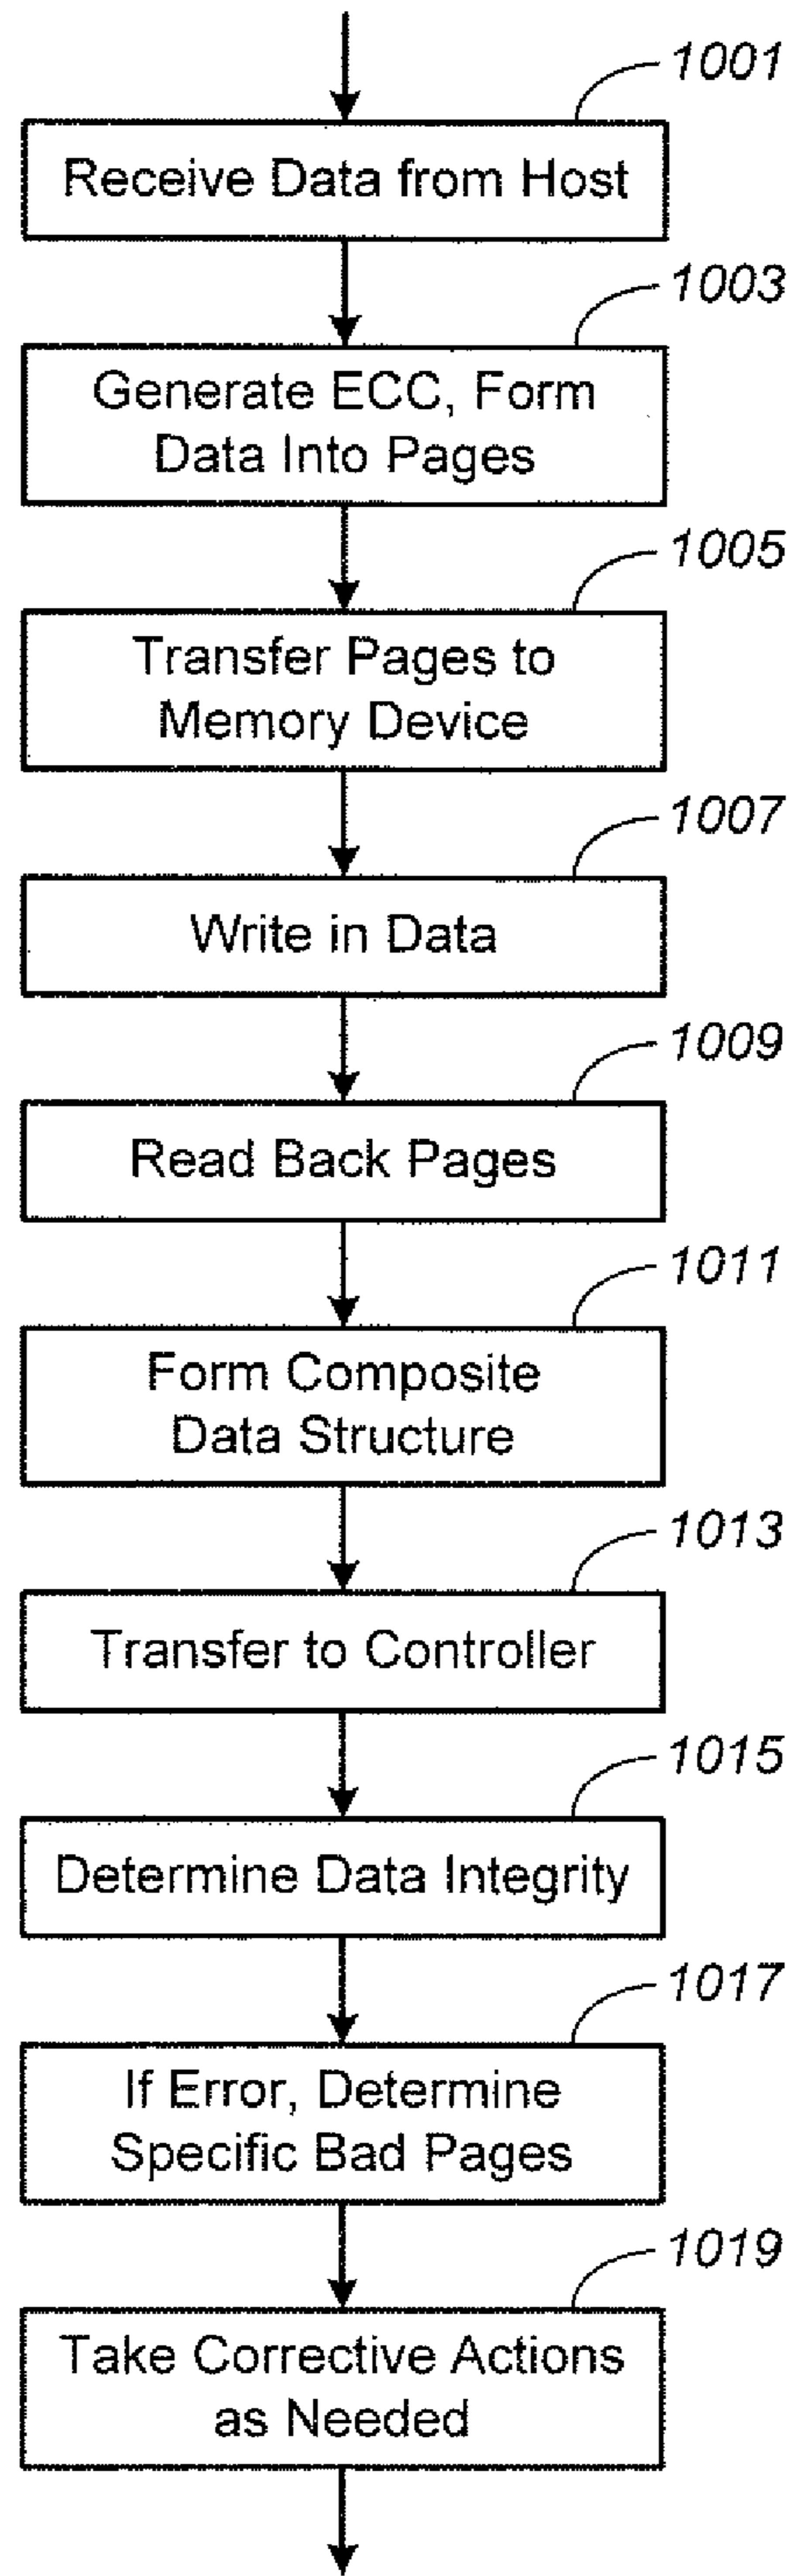 1001
Receive Data from Host
1003
Generate ECC, Form
Data Into Pages
1005
Transfer Pages to
Memory Device
1007
Write in Data
1009
Read Back Pages
1011
Form Composite
Data Structure
1013
Transfer to Controller
1015
Determine Data Integrity
1017
If Error, Determine
Specific Bad Pages
1019
Take Corrective Actions
as Needed